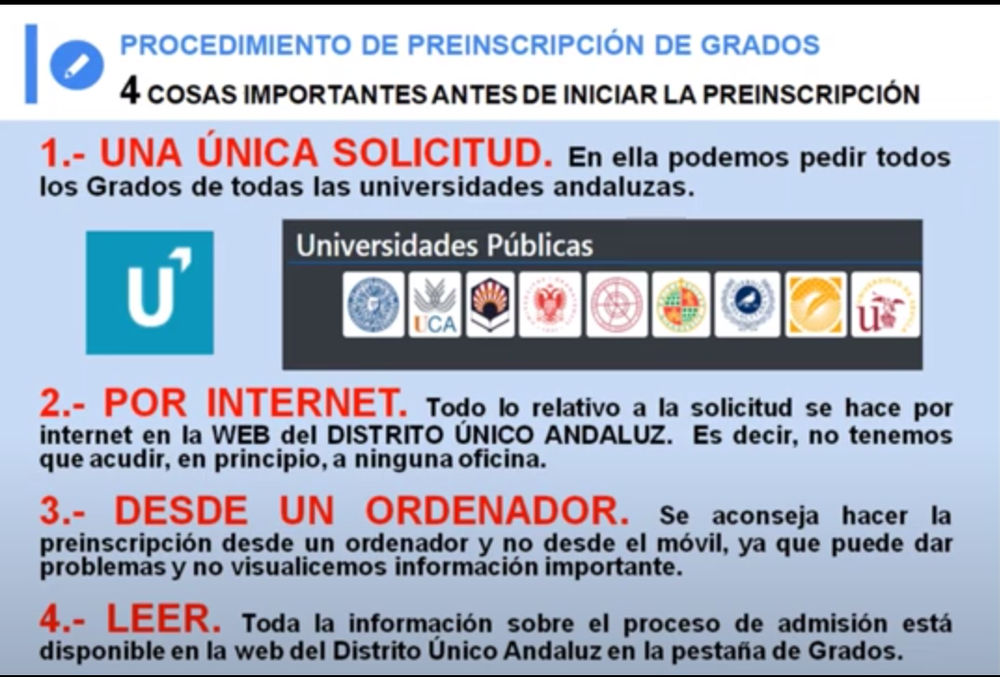 PROCEDIMIENTO DE PREINSCRIPCIÓN DE GRADOS
4 COSAS IMPORTANTES ANTES DE INICIAR LA PREINSCRIPCIÓN
1.- UNA ÚNICA SOLICITUD. En ella podemos pedir todos
los Grados de todas las universidades andaluzas.
U
Universidades Públicas
UCA
u
2.- POR INTERNET. Todo lo relativo a la solicitud se hace por
internet en la WEB del DISTRITO ÚNICO ANDALUZ. Es decir, no tenemos
que acudir, en principio, a ninguna oficina.
3.- DESDE UN ORDENADOR. Se aconseja hacer la
preinscripción desde un ordenador y no desde el móvil, ya que puede dar
problemas y no visualicemos información importante.
4.- LEER. Toda la información sobre el proceso de admisión está
disponible en la web del Distrito Único Andaluz en la pestaña de Grados.